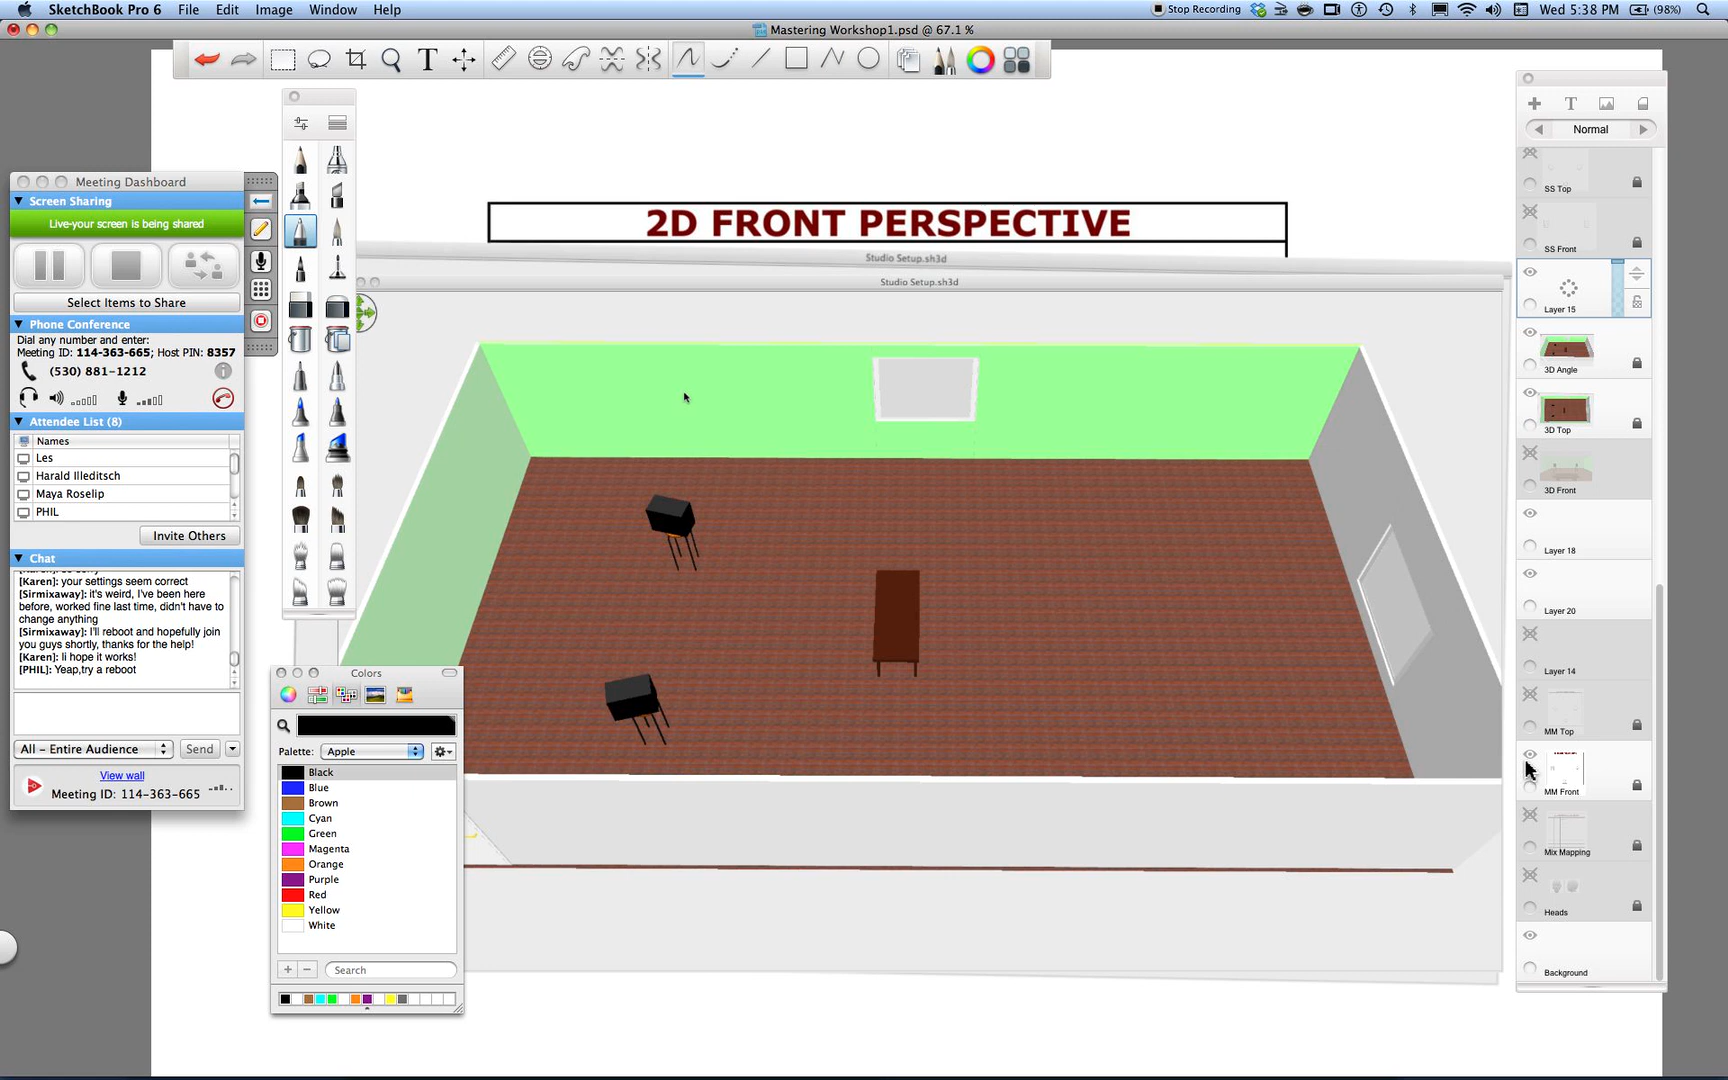 SketchBook Pro 6 File Edit Image Window Help
Stop Recording Wed 5:38 PM (98%)
Mastering Workshop1.psd @ 67.1 %
T
T
Normal
Meeting Dashboard
Screen Sharing
Live-your screen is being shared
Select Items to Share
Phone Conference
Dial any number and enter:
Meeting ID: 114-363-665; Host PIN: 8357
(530) 881-1212
Attendee List (8)
Names
Les
Harald Illeditsch
Maya Roselip
PHIL
Invite Others
Chat
[Karen]: your settings seem correct
[Sirmixaway]: it's weird, I've been here
before, worked fine last time, didn't have to
change anything
[Sirmixaway]: I'll reboot and hopefully join
you guys shortly, thanks for the help!
[Karen]: Ii hope it works!
[PHIL]: Yeap,try a reboot
All – Entire Audience Send
View wall
Meeting ID: 114-363-665
2D FRONT PERSPECTIVE
Studio Setup.sh3d
Studio Setup.sh3d
Colors
Palette: Apple
Black
Blue
Brown
Cyan
Green
Magenta
Orange
Purple
Red
Yellow
White
Search
SS Top
SS Front
Layer 15
3D Angle
3D Top
3D Front
Layer 18
Layer 20
Layer 14
MM Top
MM Front
Mix Mapping
Heads
Background